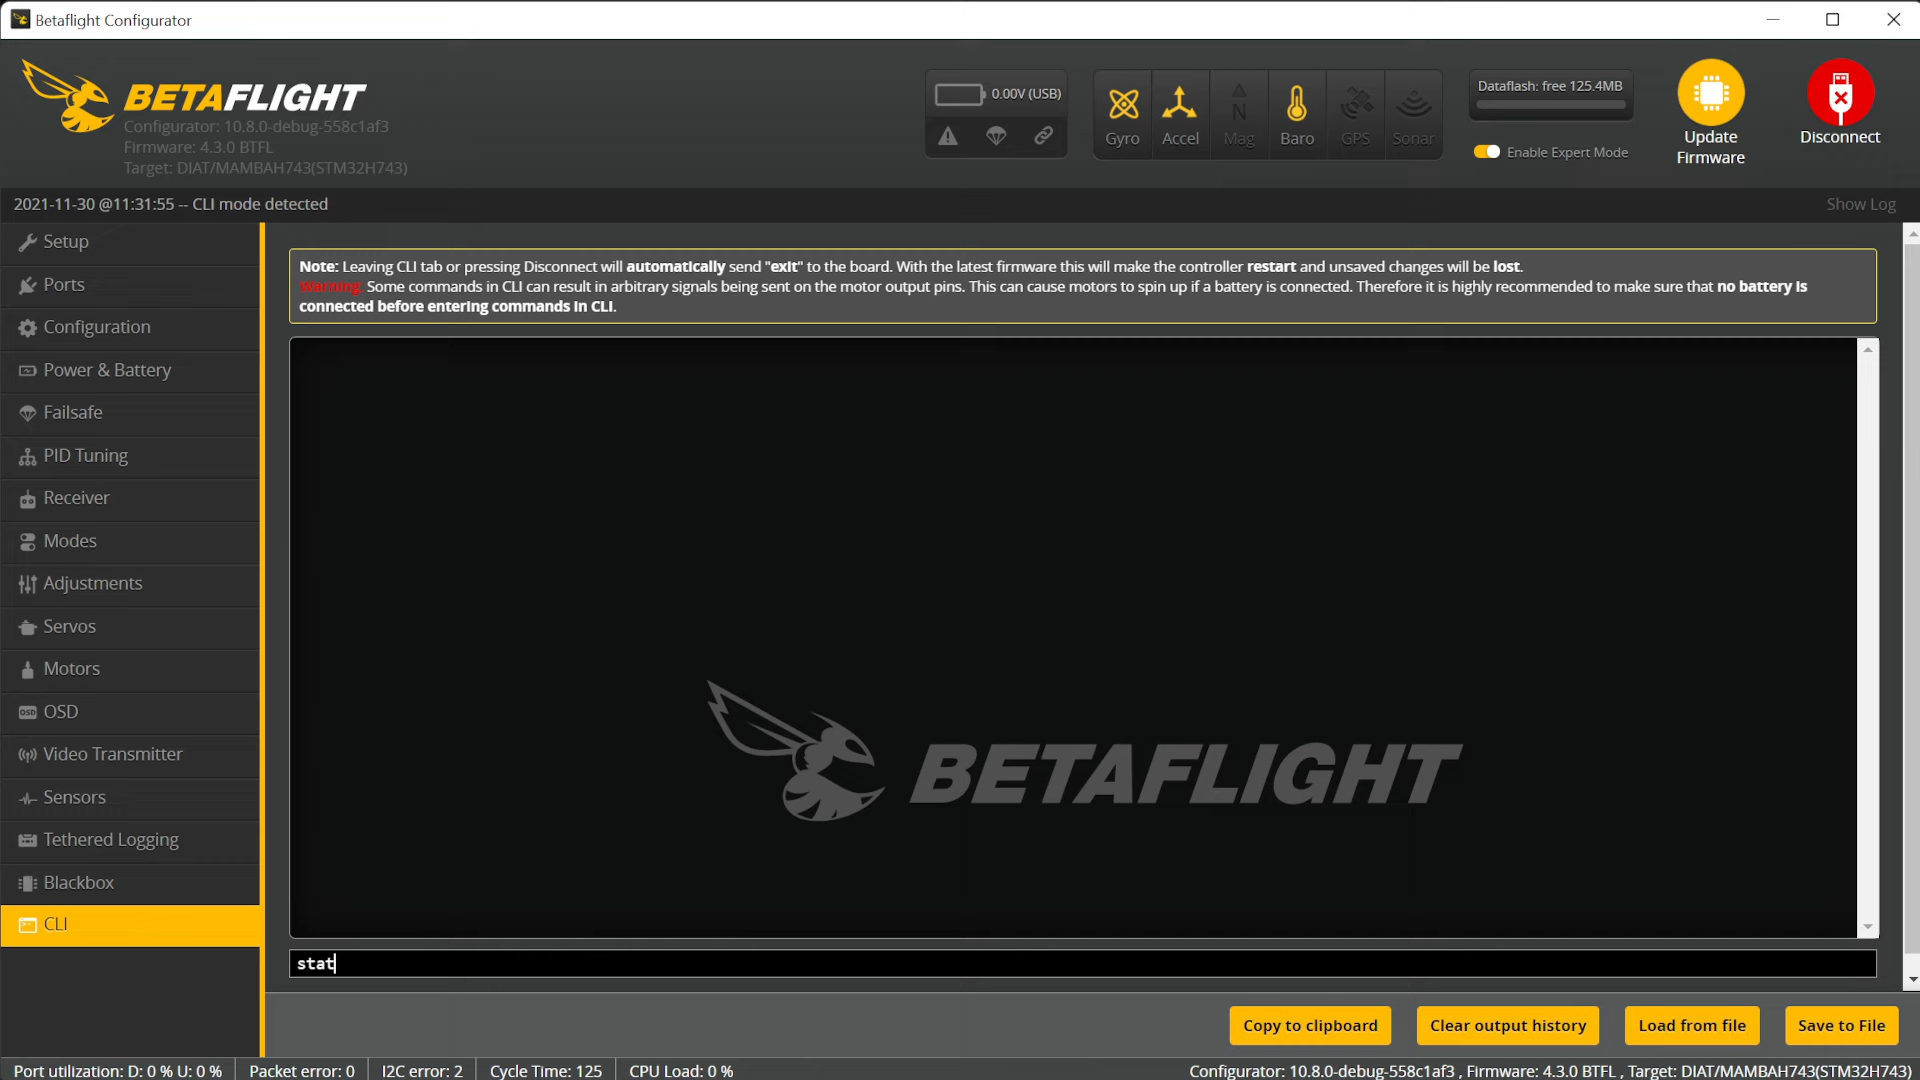 Betaflight Configurator
BETAFLIGHT
Configurator: 10.8.0-debug-558c1af3
Firmware: 4.3.0 BTFL
Target: DIAT/MAMBAH743(STM32H743)
0.00V (USB)
Gyro
Accel
N
Mag
Baro
GPS
Sonar
Dataflash: free 125.4MB
Enable Expert Mode
Update
Firmware
Disconnect
2021-11-30 @11:31:55 -- CLI mode detected
Show Log
Setup
Ports
Configuration
Power & Battery
Failsafe
PID Tuning
Receiver
Modes
Adjustments
Servos
Motors
OSD OSD
Video Transmitter
Sensors
Tethered Logging
Blackbox
CLI
Note: Leaving CLI tab or pressing Disconnect will automatically send "exit" to the board. With the latest firmware this will make the controller restart and unsaved changes will be lost.
Warning: Some commands in CLI can result in arbitrary signals being sent on the motor output pins. This can cause motors to spin up if a battery is connected. Therefore it is highly recommended to make sure that no battery is
connected before entering commands in CLI.
BETAFLIGHT
stat
Copy to clipboard
Clear output history
Load from file
Save to File
Port utilization: D: 0 % U: 0 %
Packet error: 0
I2C error: 2
Cycle Time: 125
CPU Load: 0 %
Configurator: 10.8.0-debug-558c1af3 , Firmware: 4.3.0 BTFL , Target: DIAT/MAMBAH743(STM32H743)